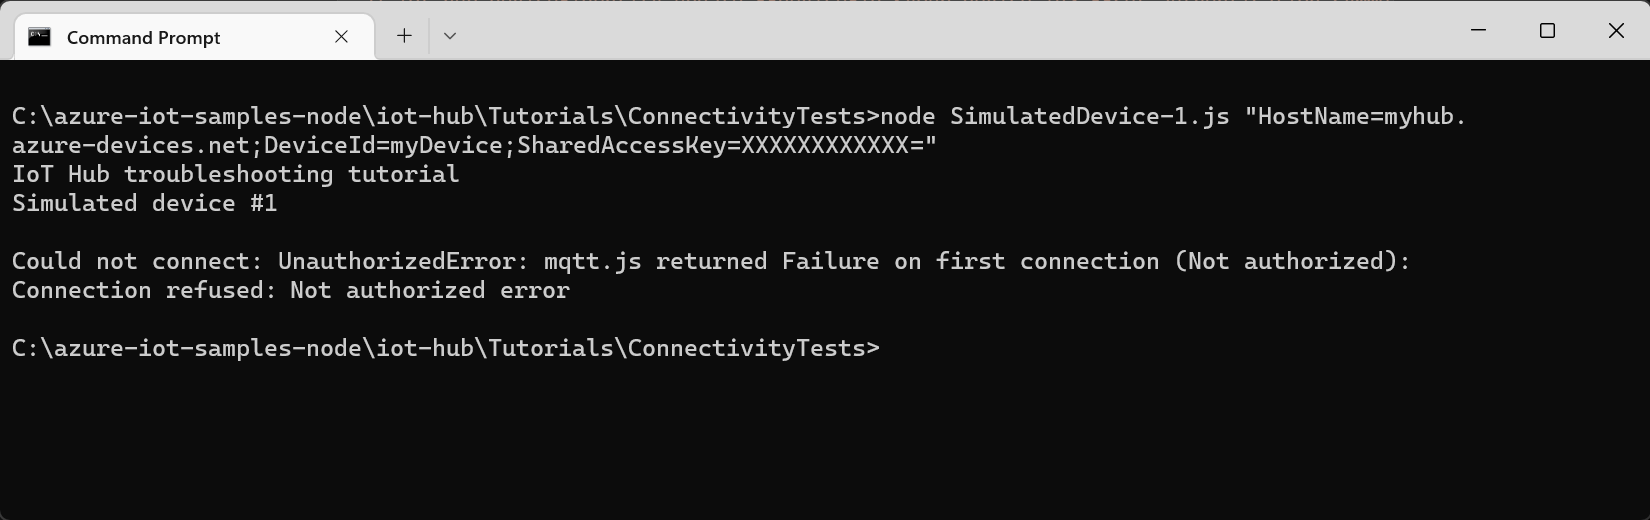 Command Prompt
C:\azure-iot-samples-node\iot-hub\Tutorials\ConnectivityTests>node SimulatedDevice-1.js "HostName=myhub.
azure-devices.net;DeviceId=myDevice;SharedAccessKey=XXXXXXXXXXXX="
IoT Hub troubleshooting tutorial
Simulated device #1
Could not connect: UnauthorizedError: mqtt.js returned Failure on first connection (Not authorized):
Connection refused: Not authorized error
C:\azure-iot-samples-node\iot-hub\Tutorials\ConnectivityTests>